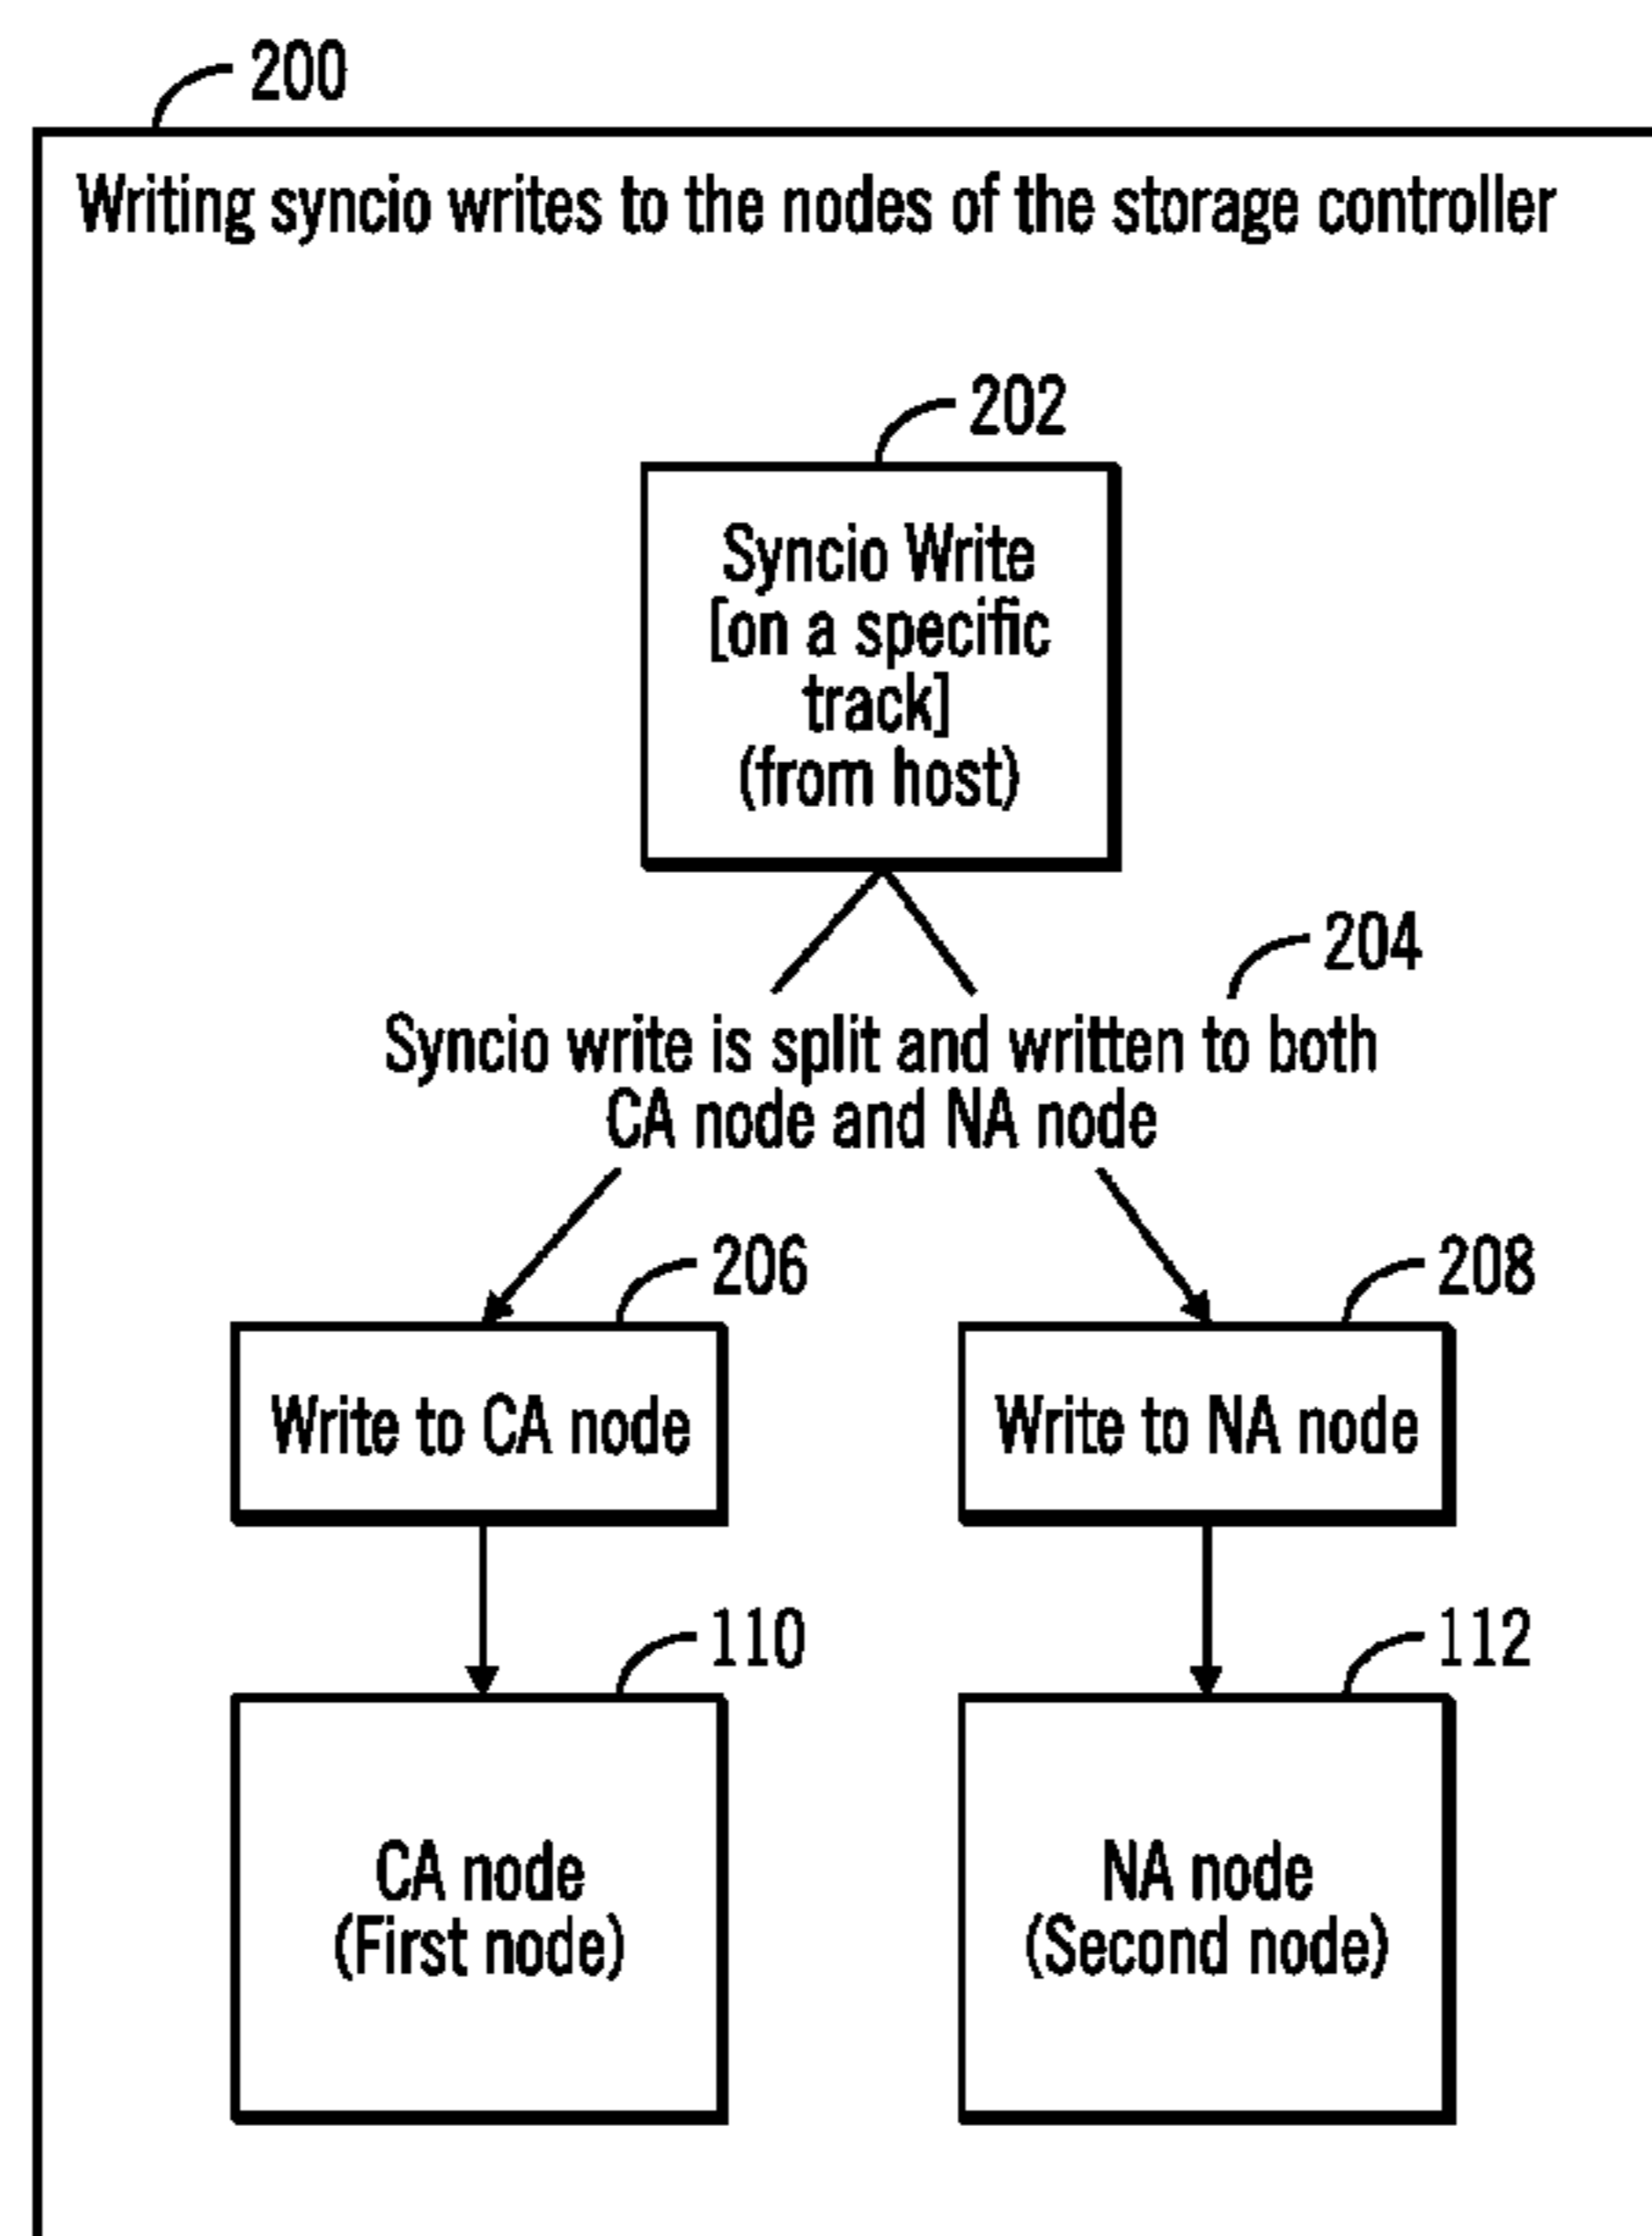 200
Writing syncio writes to the nodes of the storage controller
202
Syncio Write
[on a specific
track]
(from host)
204
Syncio write is split and written to both
CA node and NA node
206
208
Write to CA node
Write to NA node
110
112
CA node
(First node)
NA node
(Second node)